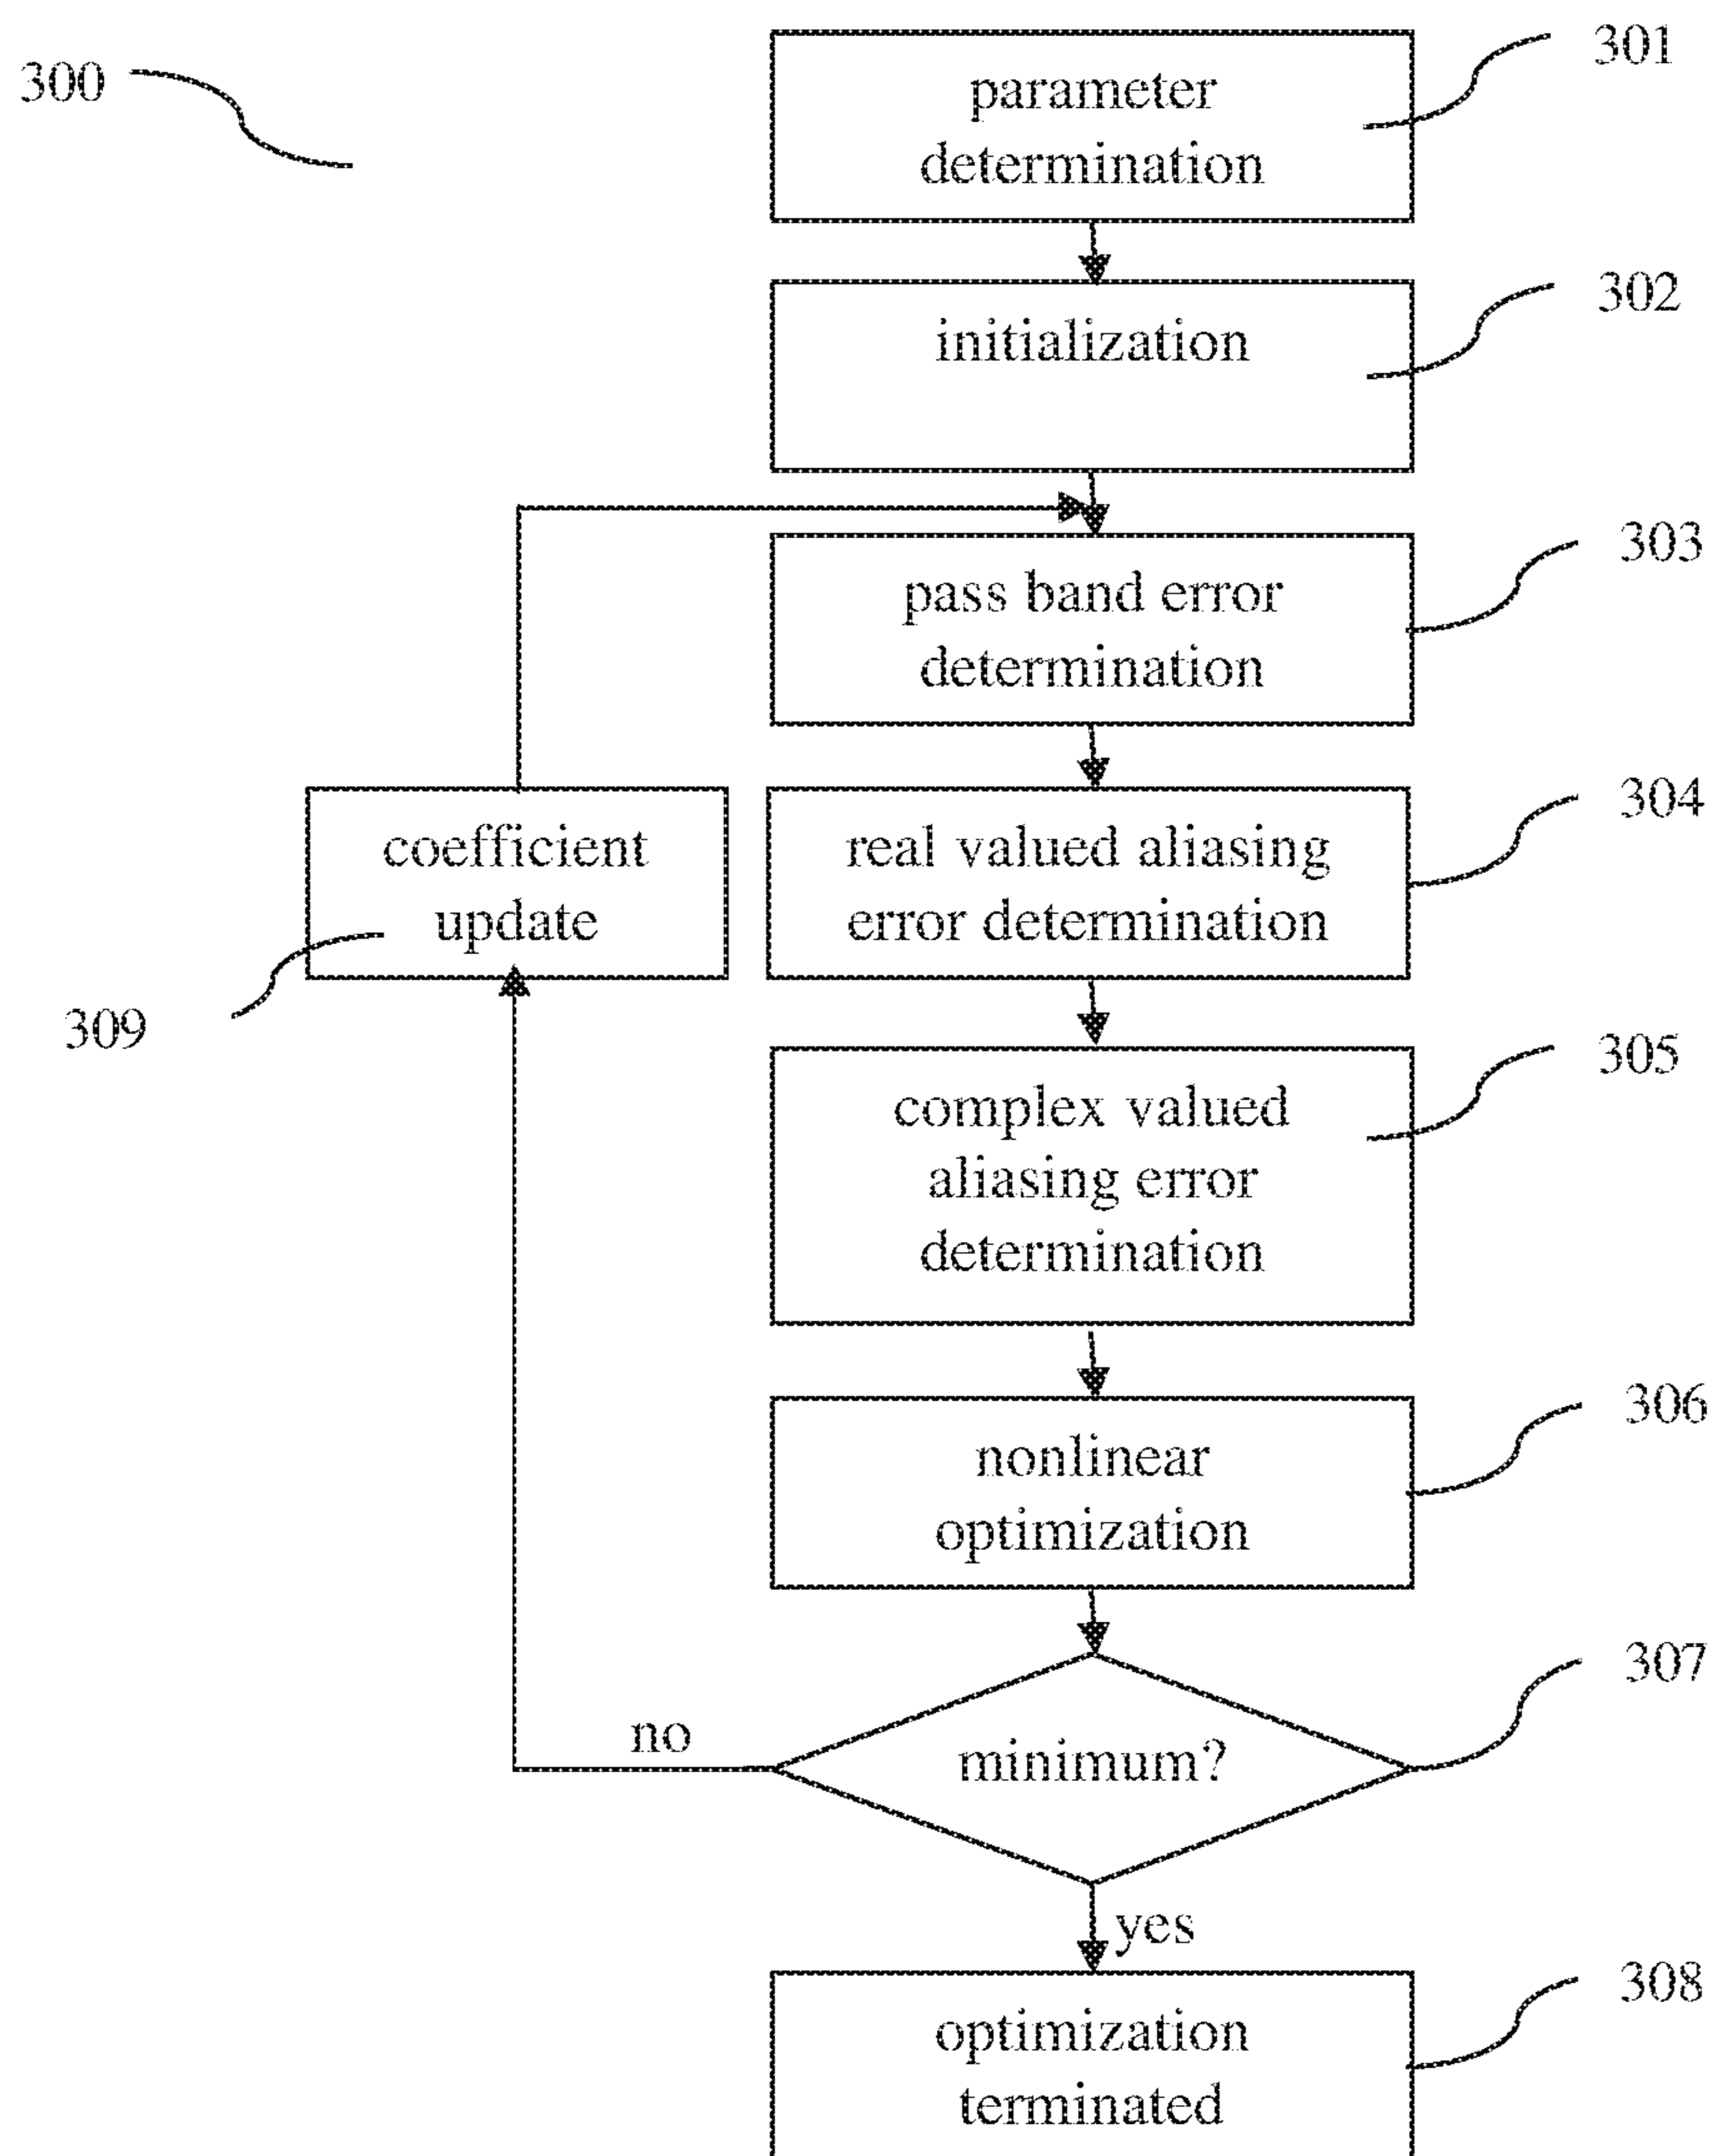 301
300
parameter
determination
302
initialization
303
pass band error
determination
304
coefficient
update
real valued aliasing
error determination
309
305
complex valued
aliasing error
determination
306
nonlinear
optimization
307
no
minimum?
yes
308
optimization
terminated